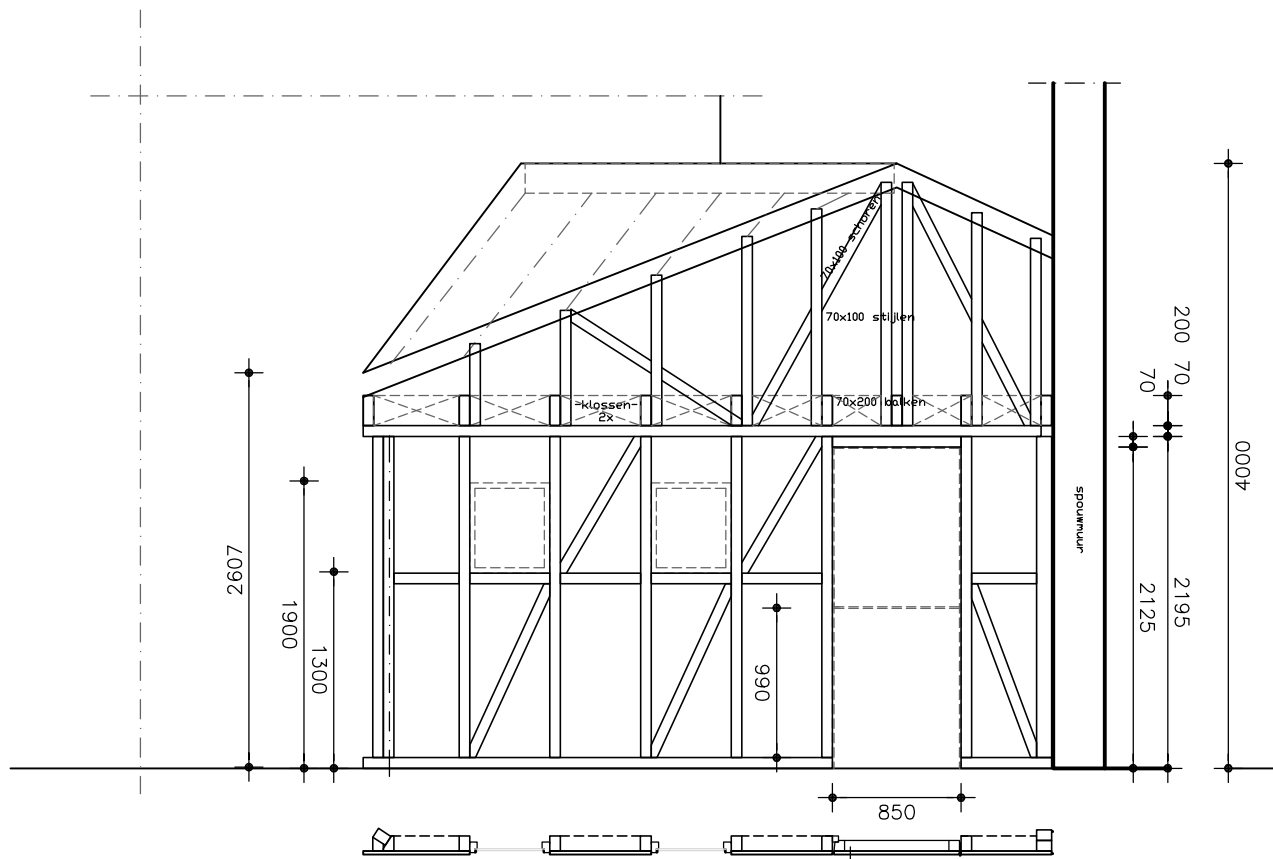 70x100 schoren
70x100 stijlen
-klossen-
2x
70x200 balken
spouwmuur
200
70
70
4000
2607
1900
1300
990
2125
2195
850